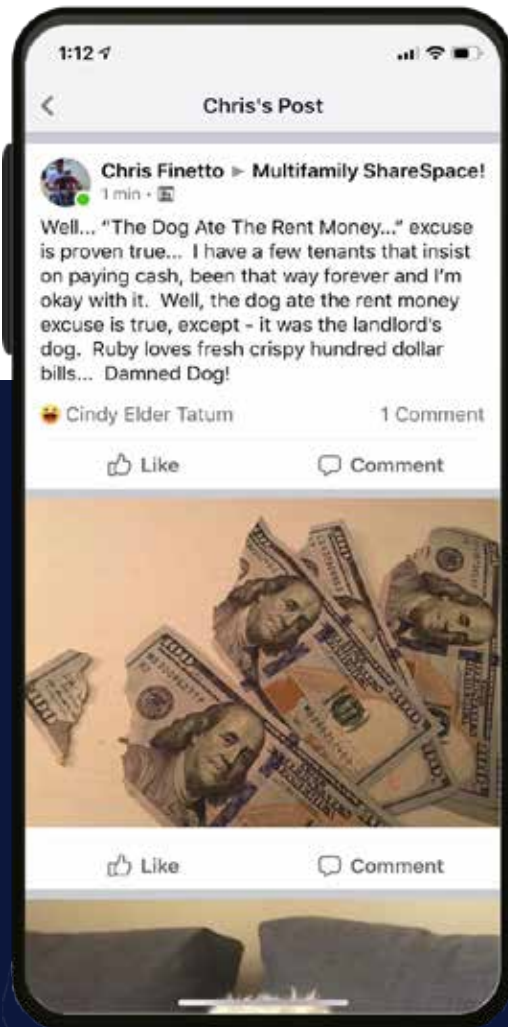 1:12
Chris's Post
Chris Finetto ▸ Multifamily ShareSpace!
1 min ·
Well... “The Dog Ate The Rent Money...” excuse
is proven true... I have a few tenants that insist
on paying cash, been that way forever and I'm
okay with it. Well, the dog ate the rent money
excuse is true, except - it was the landlord's
dog. Ruby loves fresh crispy hundred dollar
bills... Damned Dog!
Cindy Elder Tatum 1 Comment
Like Comment
Like Comment